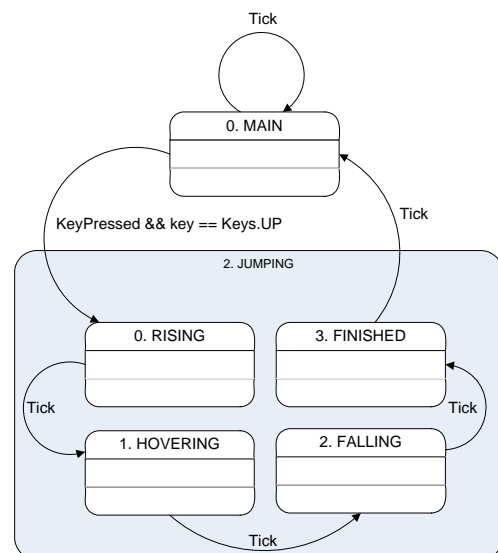 Tick
0. MAIN
KeyPressed && key == Keys.UP
Tick
2. JUMPING
0. RISING
3. FINISHED
Tick
Tick
1. HOVERING
2. FALLING
Tick